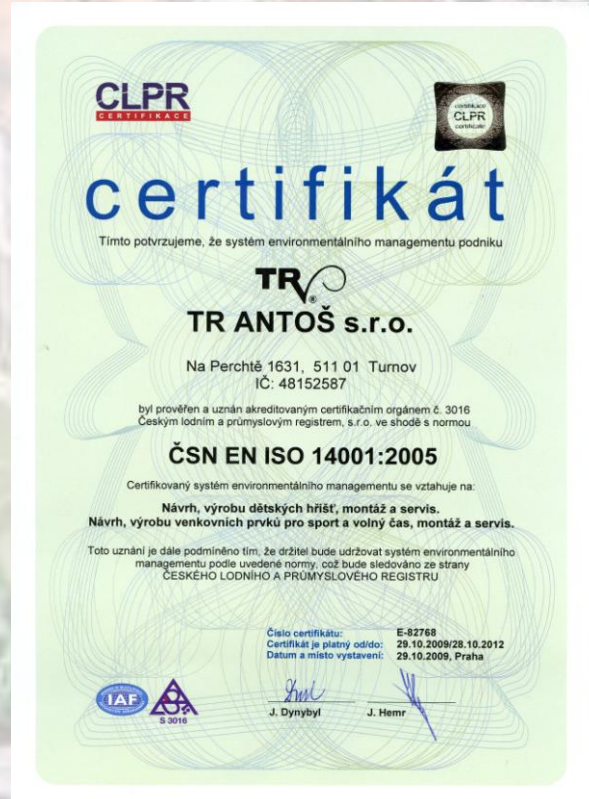 CLPR
CERTIFIKACE
certifikace
CLPR
certificate
certifikát
Tímto potvrzujeme, že systém environmentálního managementu podniku
TR
®
TR ANTOŠ s.r.o.
Na Perchtě 1631, 511 01 Turnov
IČ: 48152587
byl prověřen a uznán akreditovaným certifikačním orgánem č. 3016
Českým lodním a průmyslovým registrem, s.r.o. ve shodě s normou
ČSN EN ISO 14001:2005
Certifikovaný systém environmentálního managementu se vztahuje na:
Návrh, výrobu dětských hřišť, montáž a servis.
Návrh, výrobu venkovních prvků pro sport a volný čas, montáž a servis.
Toto uznání je dále podmíněno tím, že držitel bude udržovat systém environmentálního
managementu podle uvedené normy, což bude sledováno ze strany
ČESKÉHO LODNÍHO A PRŮMYSLOVÉHO REGISTRU
Číslo certifikátu: E-82768
Certifikát je platný od/do: 29.10.2009/28.10.2012
Datum a místo vystavení: 29.10.2009, Praha
IAF
S 3016
J. Dynybyl J. Hemr